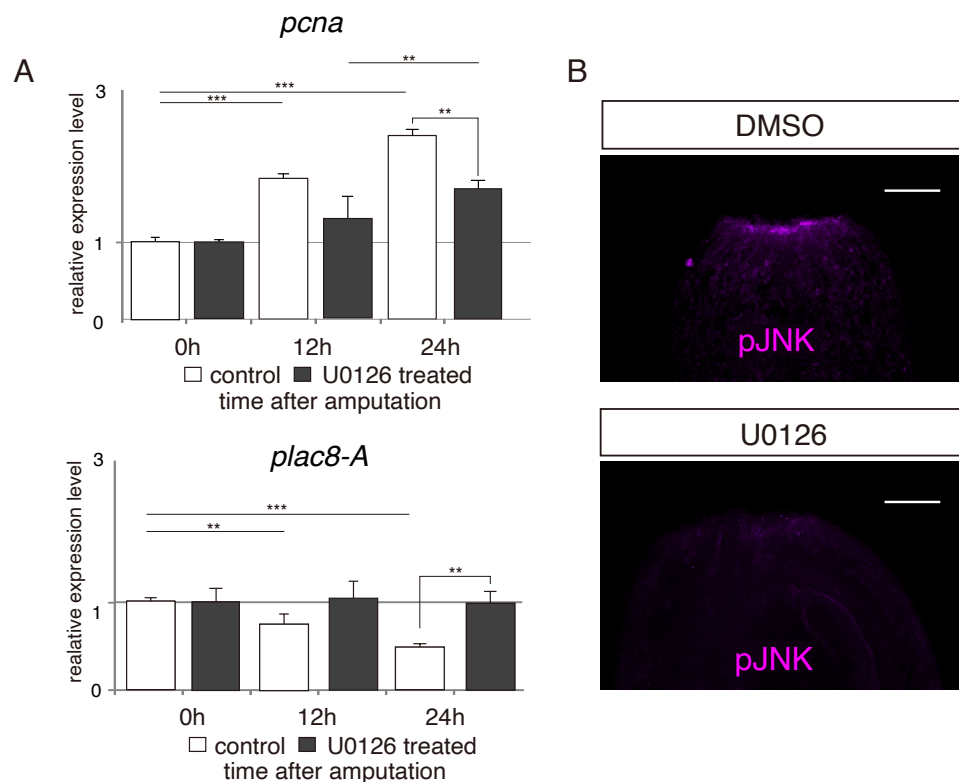 pcna
A
3
realative expression level
1
0
***
***
**
**
0h
12h
24h
control
U0126 treated
time after amputation
plac8-A
3
realative expression level
1
0
***
**
**
0h
12h
24h
control
U0126 treated
time after amputation
B
DMSO
pJNK
U0126
pJNK